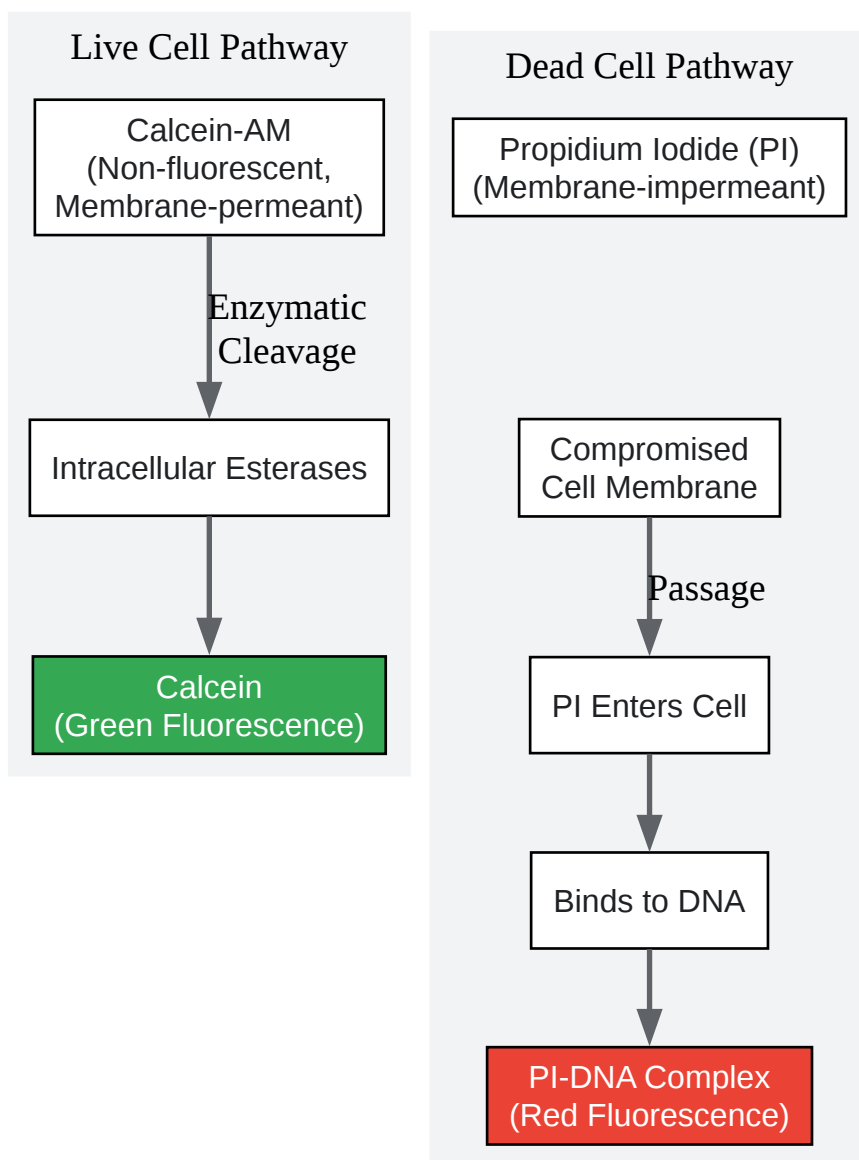 Live Cell Pathway
Calcein-AM
(Non-fluorescent,
Membrane-permeant)
Enzymatic
Cleavage
Intracellular Esterases
Calcein
(Green Fluorescence)
Dead Cell Pathway
Propidium Iodide (PI)
(Membrane-impermeant)
Compromised
Cell Membrane
Passage
PI Enters Cell
Binds to DNA
PI-DNA Complex
(Red Fluorescence)